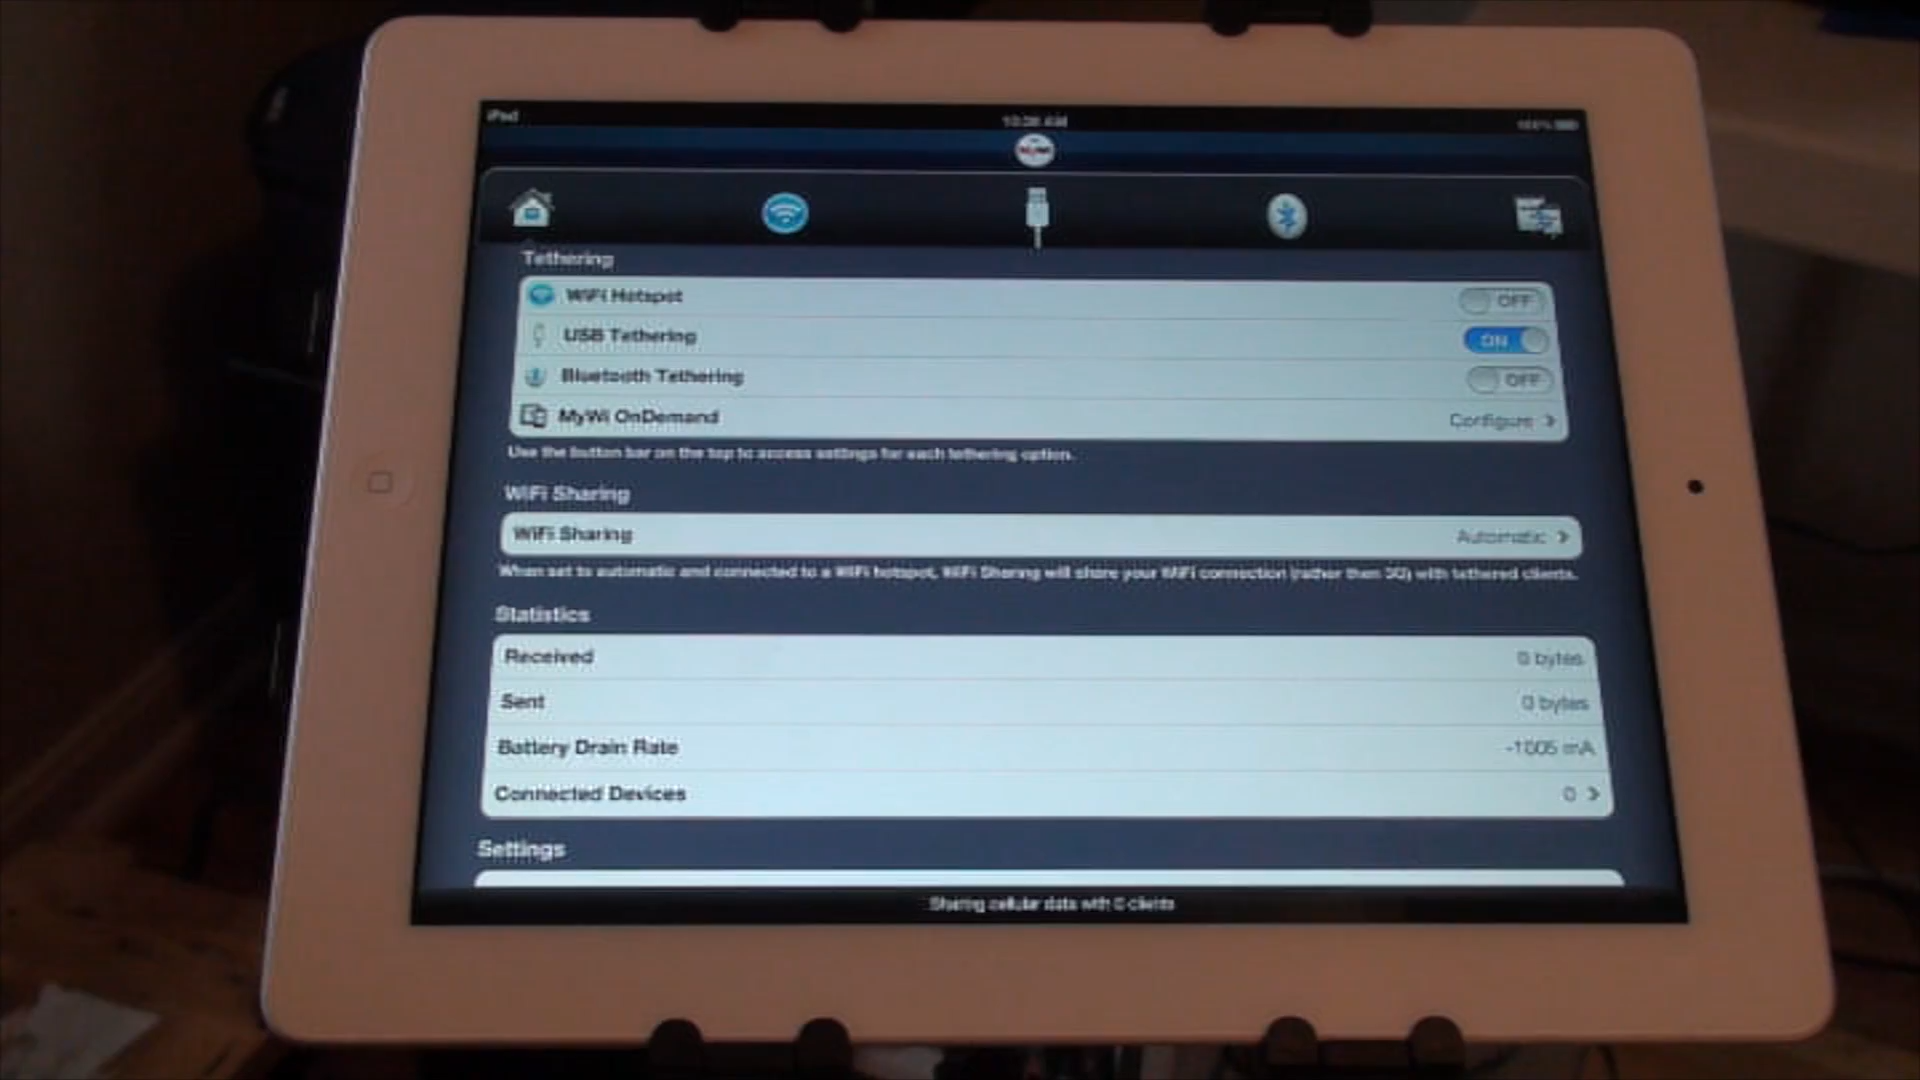 iPad
100%
Tethering
WiFi Hotspot OFF
USB Tethering ON
Bluetooth Tethering OFF
MyWi OnDemand Configure
Use the button bar on the top to access settings for each tethering option.
WiFi Sharing
WiFi Sharing Automatic
When set to automatic and connected to a WiFi hotspot, WiFi Sharing will share your WiFi connection (rather than 3G) with tethered clients.
Statistics
Received 0 bytes
Sent 0 bytes
Battery Drain Rate -1005 mA
Connected Devices 0
Settings
Sharing cellular data with 0 clients